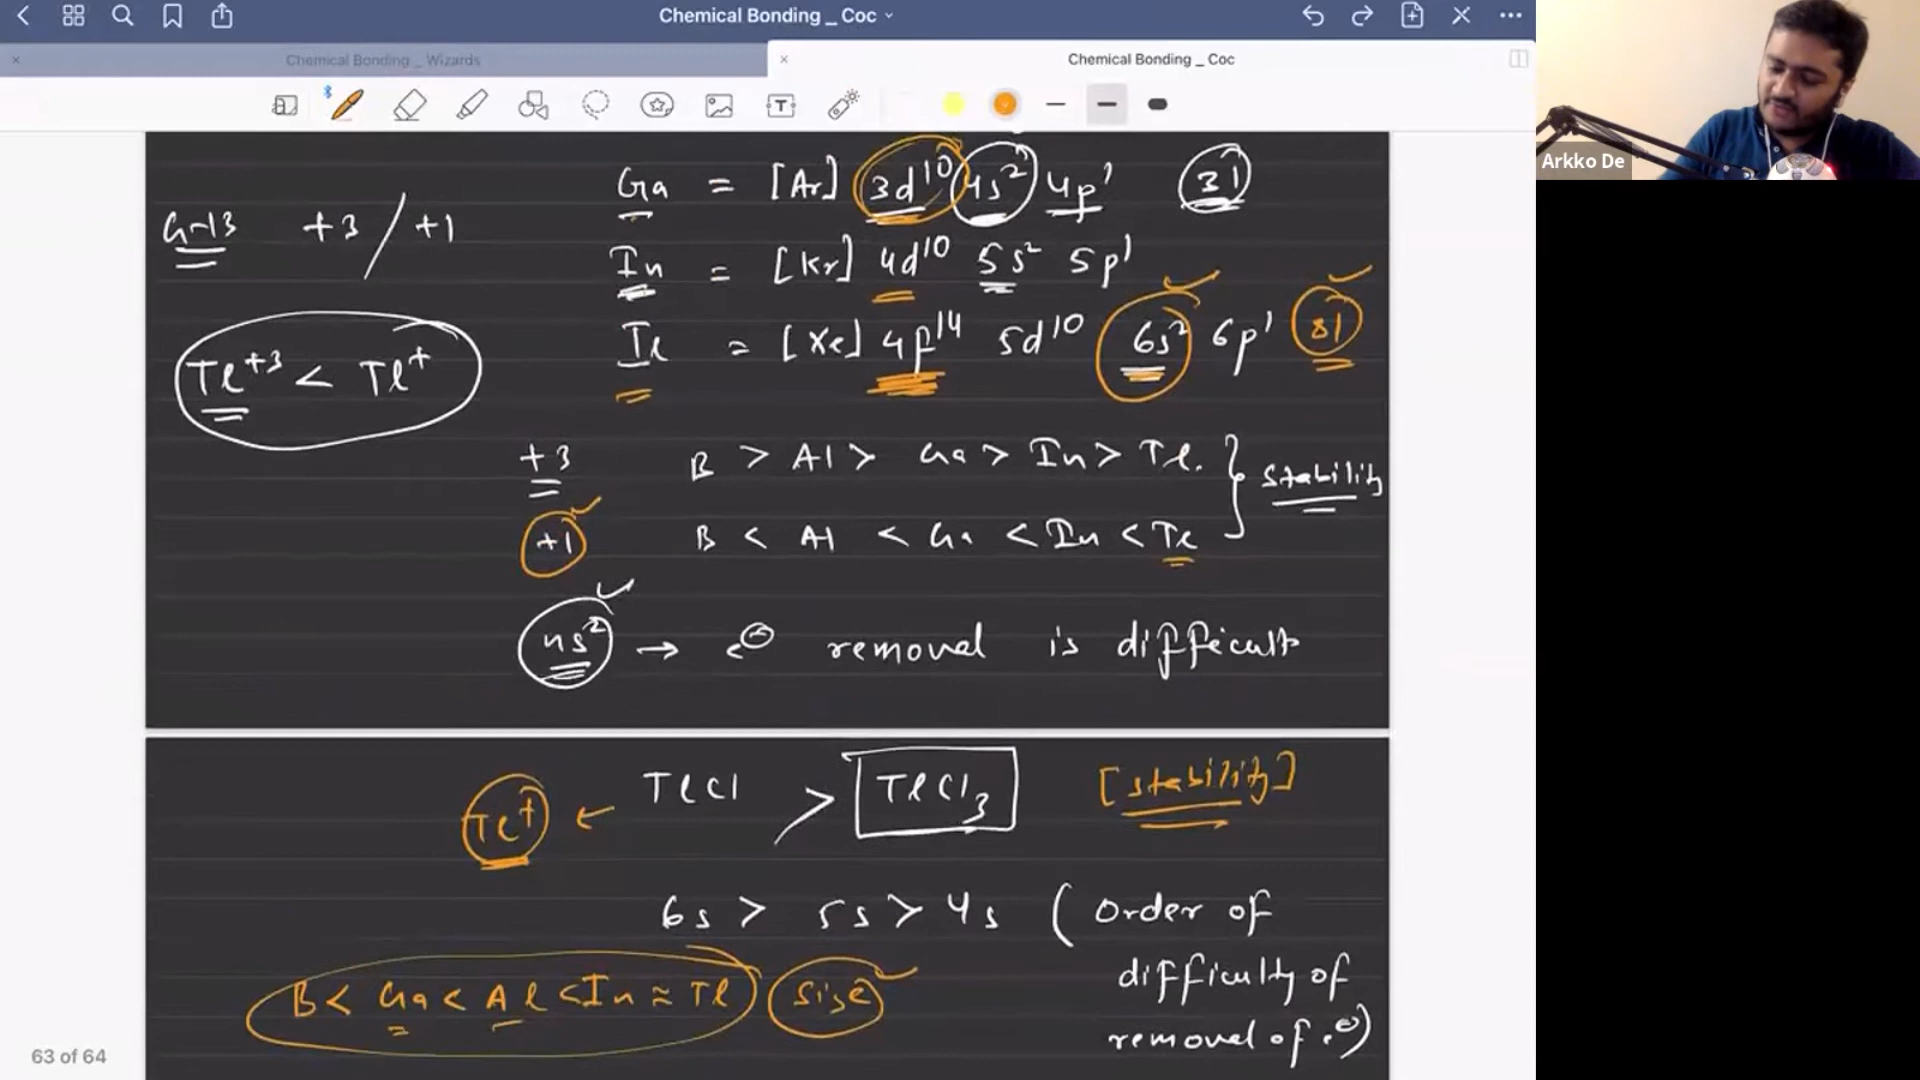 Chemical Bonding _ Coc
Chemical Bonding _ Wizards
Chemical Bonding _ Coc
Arkko De
Ga = [Ar] 3d¹⁰ 4s² 4p¹ 31
G-13 +3 / +1
In = [Kr] 4d¹⁰ 5s² 5p¹
Tl = [Xe] 4f¹⁴ 5d¹⁰ 6s² 6p¹ 81
Tl⁺³ < Tl⁺
+3 B > Al > Ga > In > Tl. } stability
+1 B < Al < Ga < In < Tl
ns² → e⊖ removal is difficult
Tl⁺ ← TlCl > TlCl₃ [stability]
6s > 5s > 4s (Order of
difficulty of
B < Ga < Al < In ≈ Tl size
removal of e⊖)
63 of 64